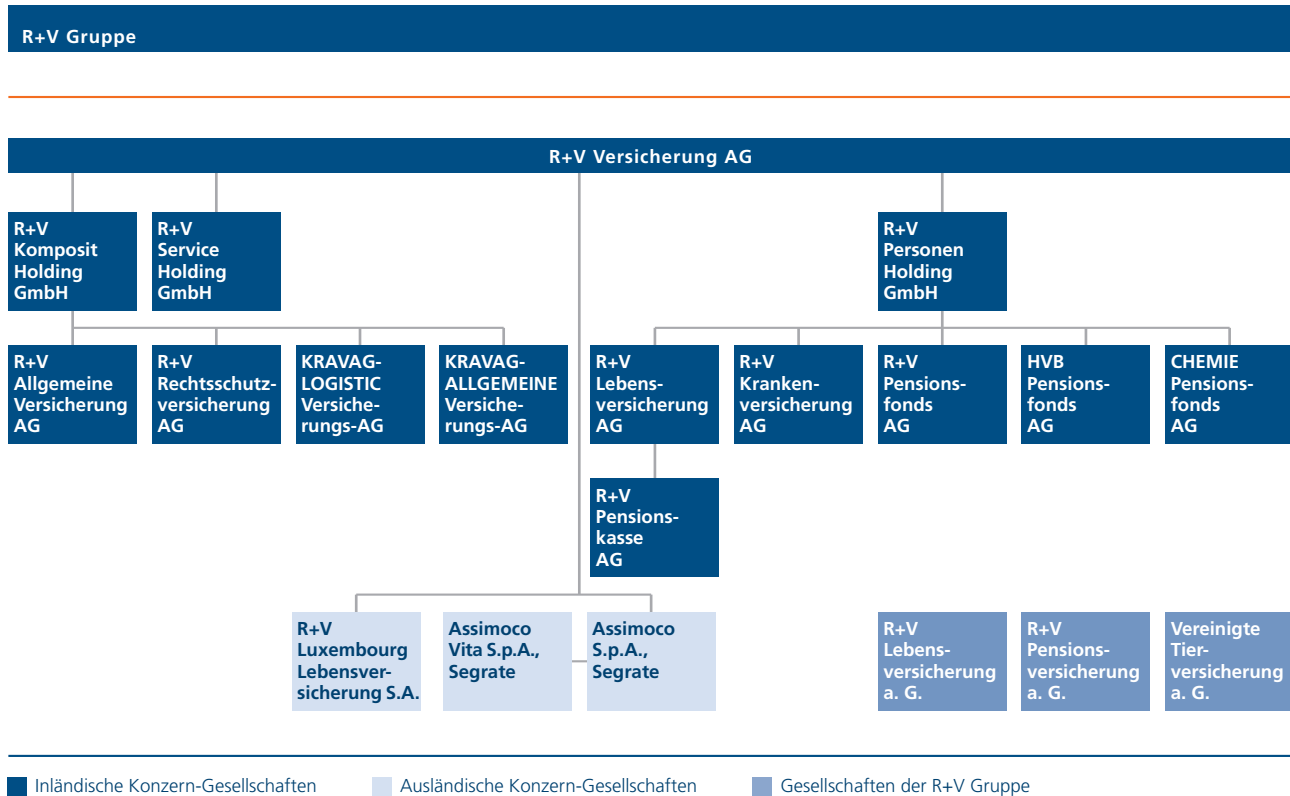 R+V Gruppe
R+V Versicherung AG
R+V
Komposit
Holding
GmbH
R+V
Service
Holding
GmbH
R+V
Personen
Holding
GmbH
R+V
Allgemeine
Versicherung
AG
R+V
Rechtsschutz-
versicherung
AG
KRAVAG-
LOGISTIC
Versiche-
rungs-AG
KRAVAG-
ALLGEMEINE
Versiche-
rungs-AG
R+V
Lebens-
versicherung
AG
R+V
Kranken-
versicherung
AG
R+V
Pensions-
fonds
AG
HVB
Pensions-
fonds
AG
CHEMIE
Pensions-
fonds
AG
R+V
Pensions-
kasse
AG
R+V
Luxembourg
Lebensver-
sicherung S.A.
Assimoco
Vita S.p.A.,
Segrate
Assimoco
S.p.A.,
Segrate
R+V
Lebens-
versicherung
a. G.
R+V
Pensions-
versicherung
a. G.
Vereinigte
Tier-
versicherung
a. G.
Inländische Konzern-Gesellschaften
Ausländische Konzern-Gesellschaften
Gesellschaften der R+V Gruppe